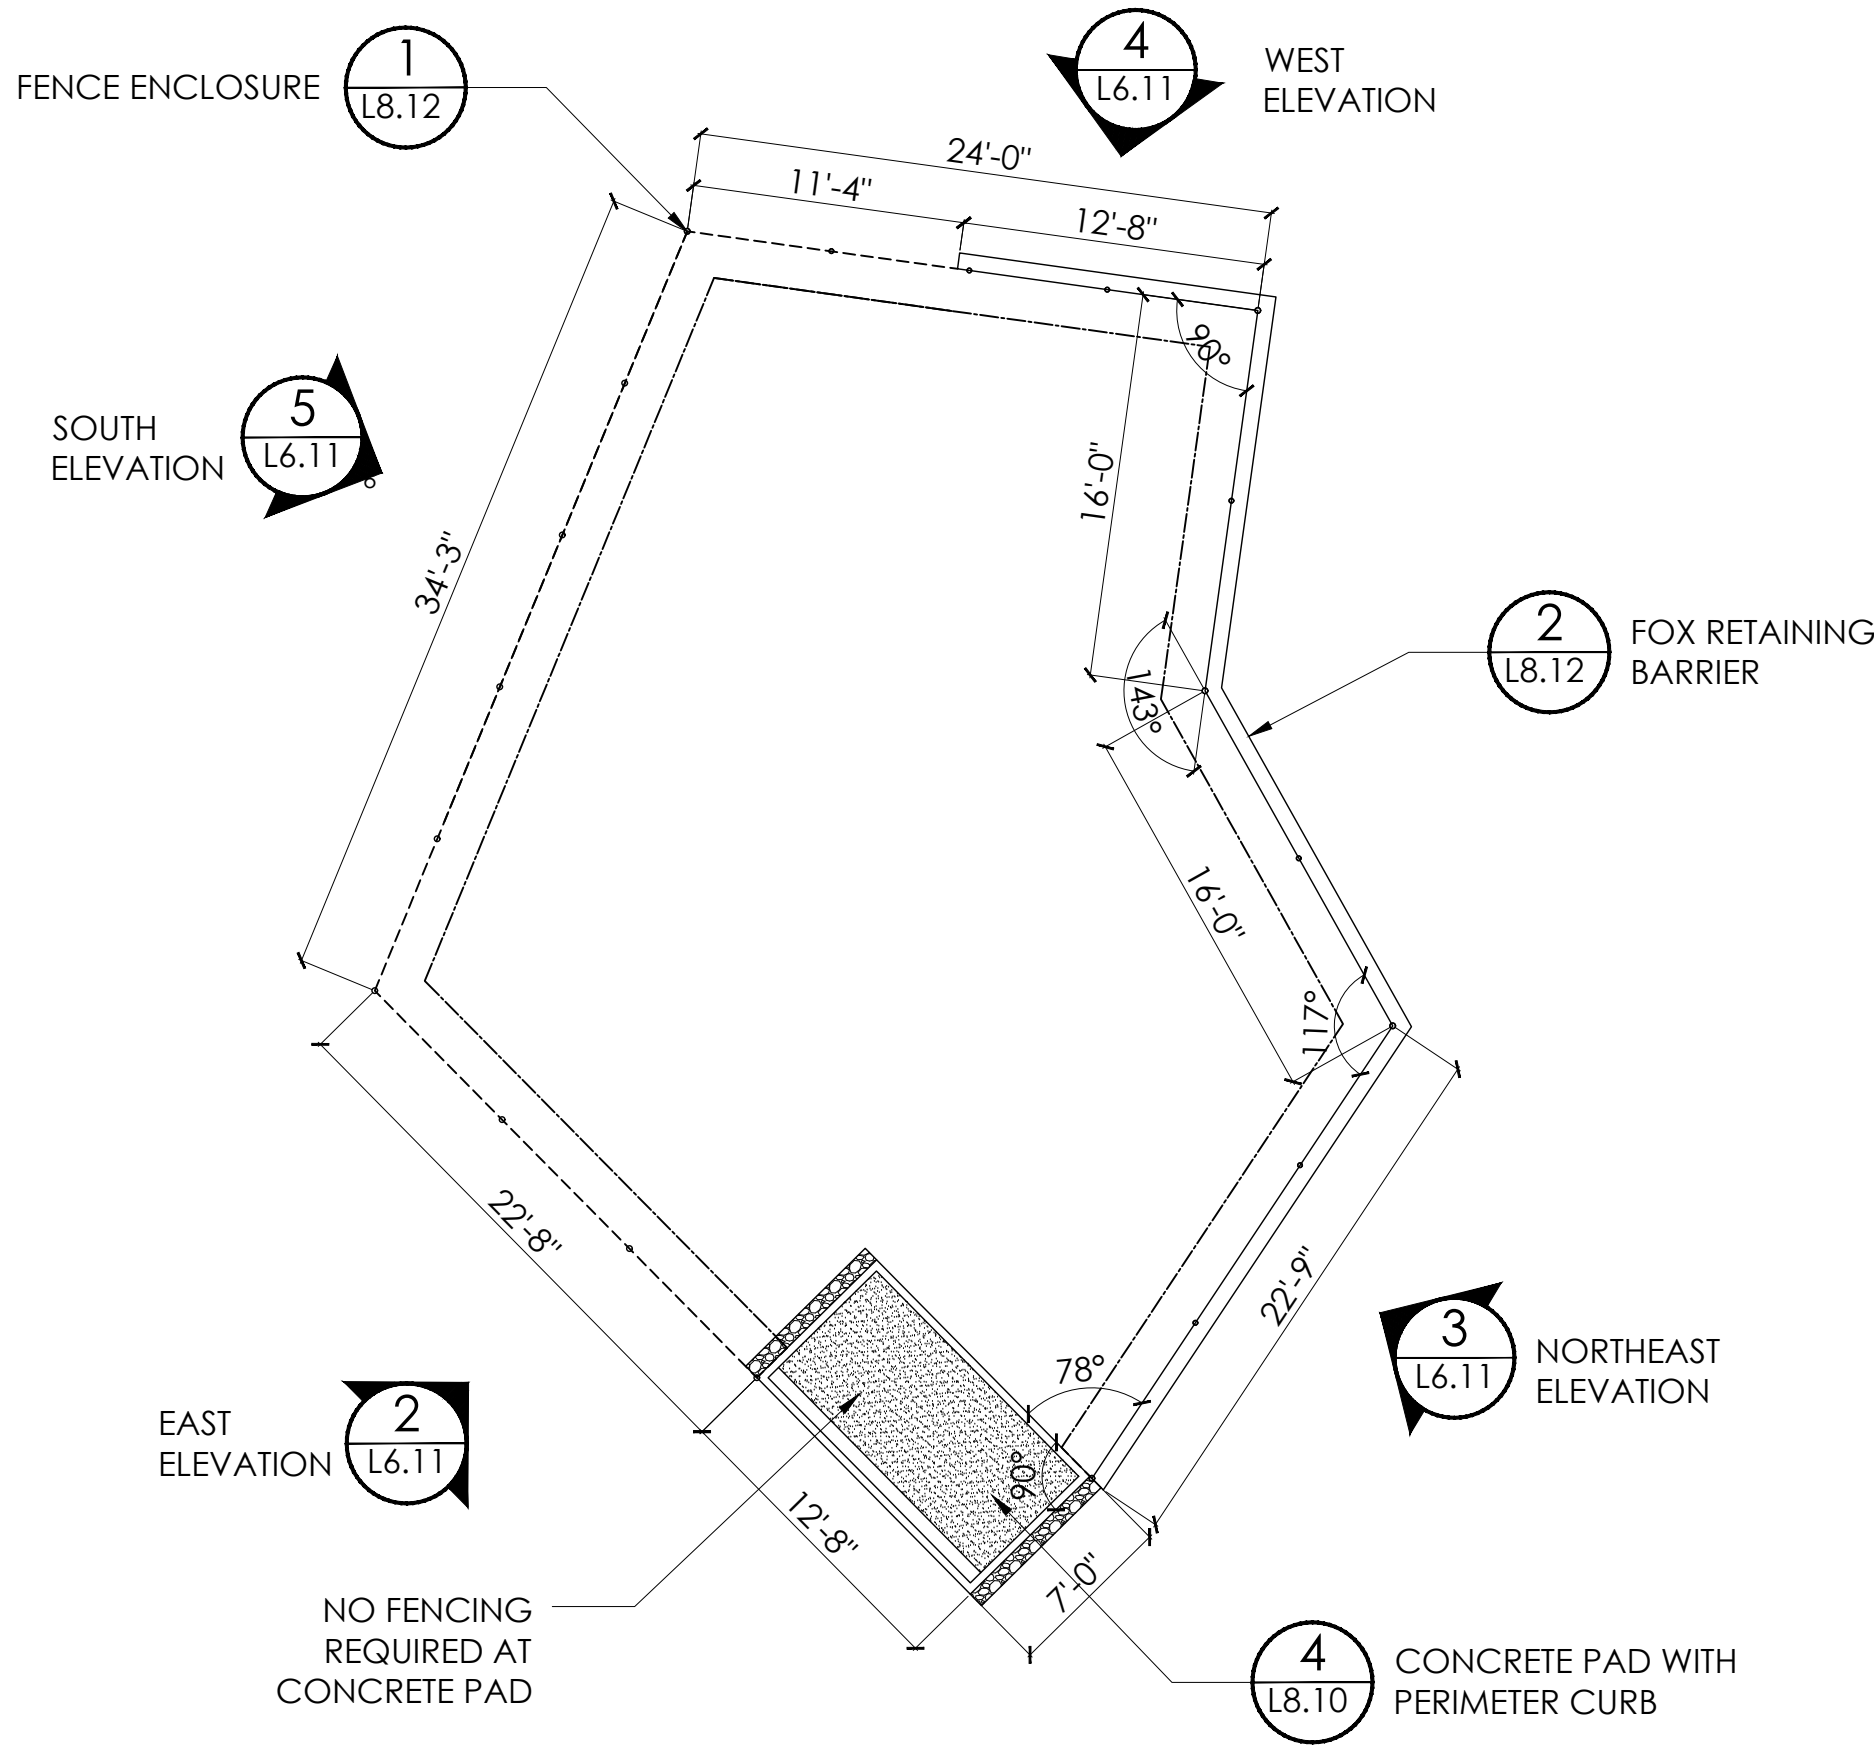 4
L6.11
WEST
ELEVATION
1
L8.12
FENCE ENCLOSURE
24'-0"
11'-4"
12'-8"
90°
5
L6.11
SOUTH
ELEVATION
16'-0"
34'-3"
143°
2
L8.12
FOX RETAINING
BARRIER
16'-0"
117°
22'-8"
22'-9"
3
L6.11
NORTHEAST
ELEVATION
78°
2
L6.11
EAST
ELEVATION
90°
12'-8"
7'-0"
NO FENCING
REQUIRED AT
CONCRETE PAD
4
L8.10
CONCRETE PAD WITH
PERIMETER CURB